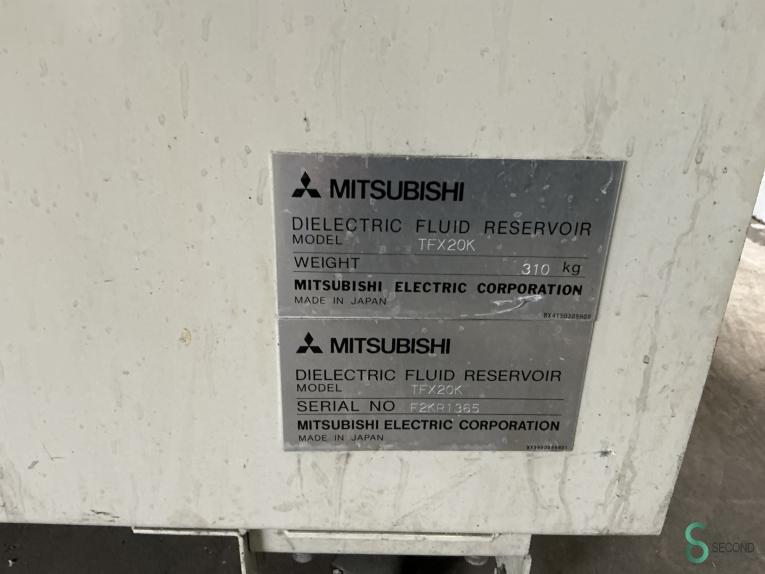 MITSUBISHI
DIELECTRIC FLUID RESERVOIR
MODEL TFX20K
WEIGHT 310 kg
MITSUBISHI ELECTRIC CORPORATION
MADE IN JAPAN
MITSUBISHI
DIELECTRIC FLUID RESERVOIR
MODEL TFX20K
SERIAL NO F2KR1365
MITSUBISHI ELECTRIC CORPORATION
MADE IN JAPAN
SECOND